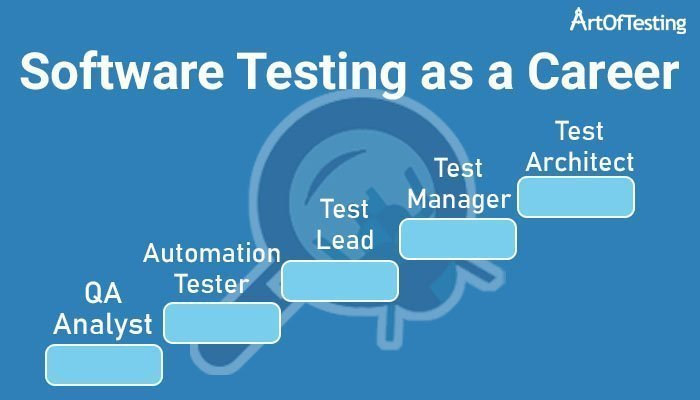 ArtOfTesting
Software Testing as a Career
Test
Architect
Test
Manager
Test
Lead
Automation
Tester
QA
Analyst